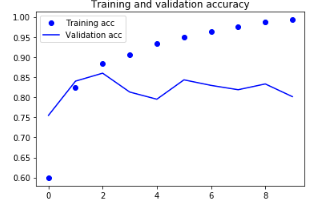 Training and validation accuracy
1.00
Training acc
0.95
Validation acc
0.90
0.85
0.80
0.75
0.70
0.65
0.60
0 2 4 6 8